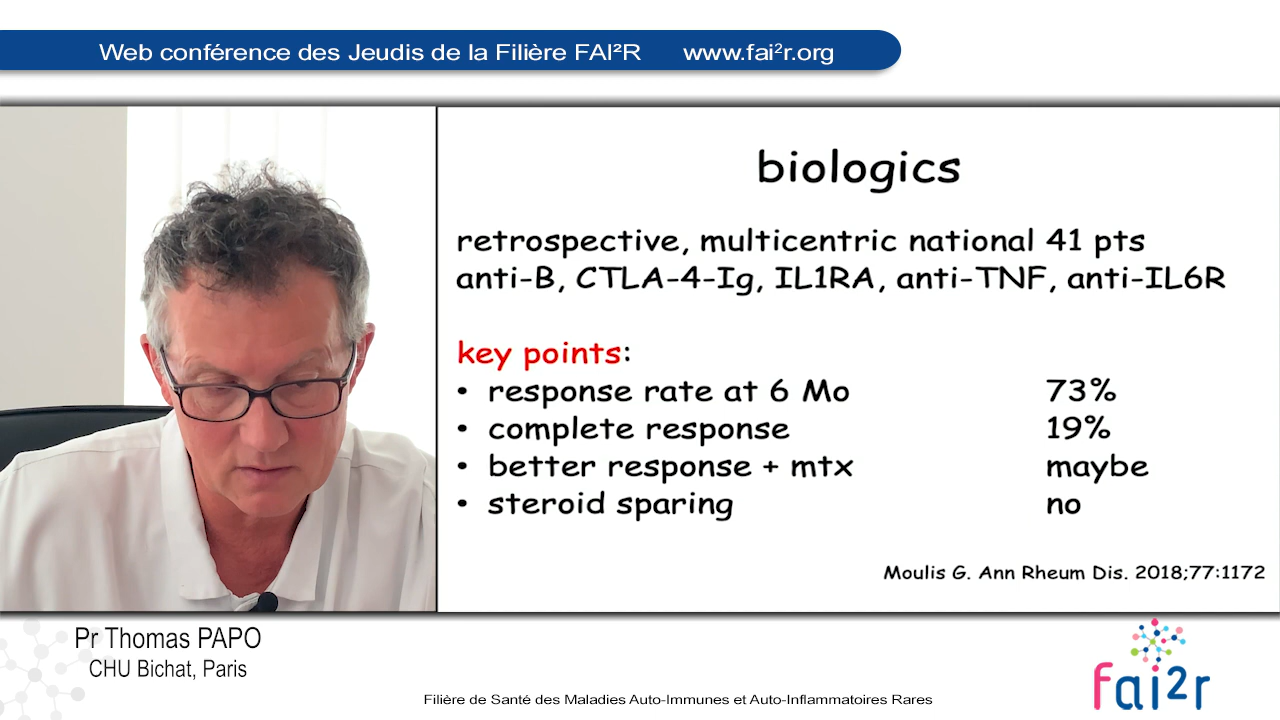 Web conférence des Jeudis de la Filière FAI²R www.fai²r.org
biologics
retrospective, multicentric national 41 pts
anti-B, CTLA-4-Ig, IL1RA, anti-TNF, anti-IL6R
key points:
• response rate at 6 Mo 73%
• complete response 19%
• better response + mtx maybe
• steroid sparing no
Moulis G. Ann Rheum Dis. 2018;77:1172
Pr Thomas PAPO
CHU Bichat, Paris
fai2r
Filière de Santé des Maladies Auto-Immunes et Auto-Inflammatoires Rares